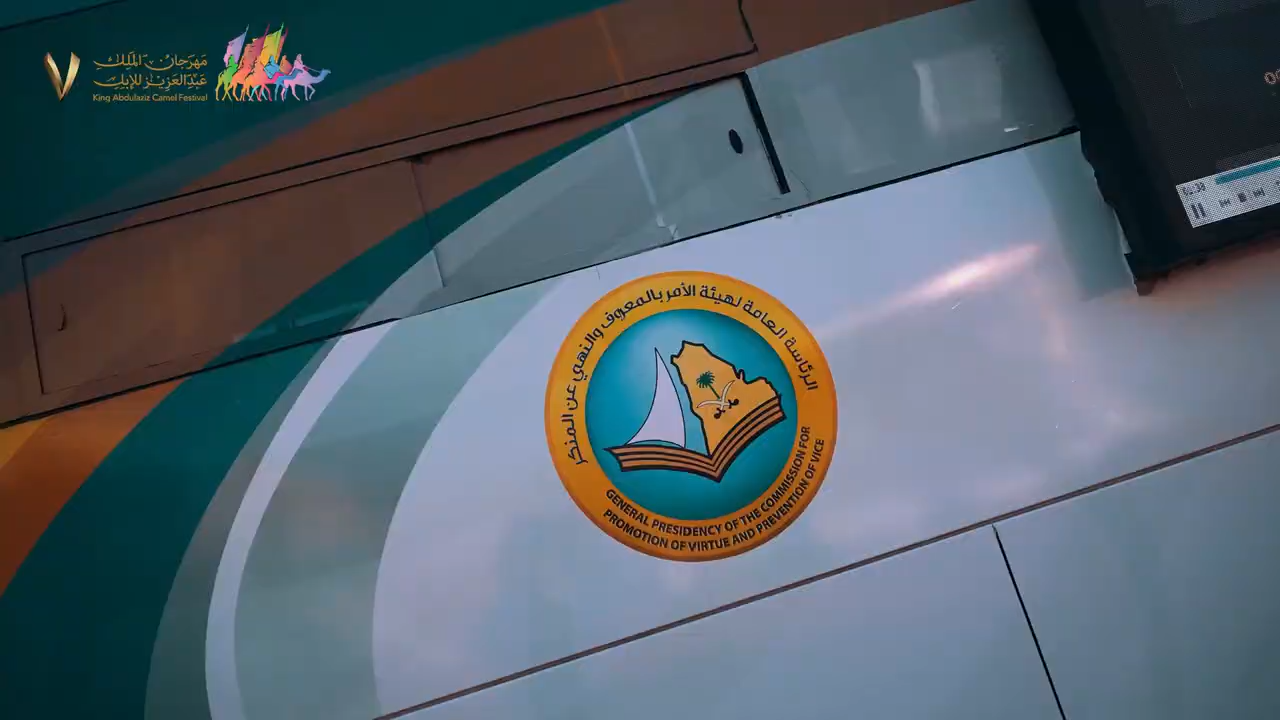 مهرجان الملك
عبدالعزيز للإبل
King Abdulaziz Camel Festival
الرئاسة العامة لهيئة الأمر بالمعروف والنهي عن المنكر
GENERAL PRESIDENCY OF THE COMMISSION FOR
PROMOTION OF VIRTUE AND PREVENTION OF VICE